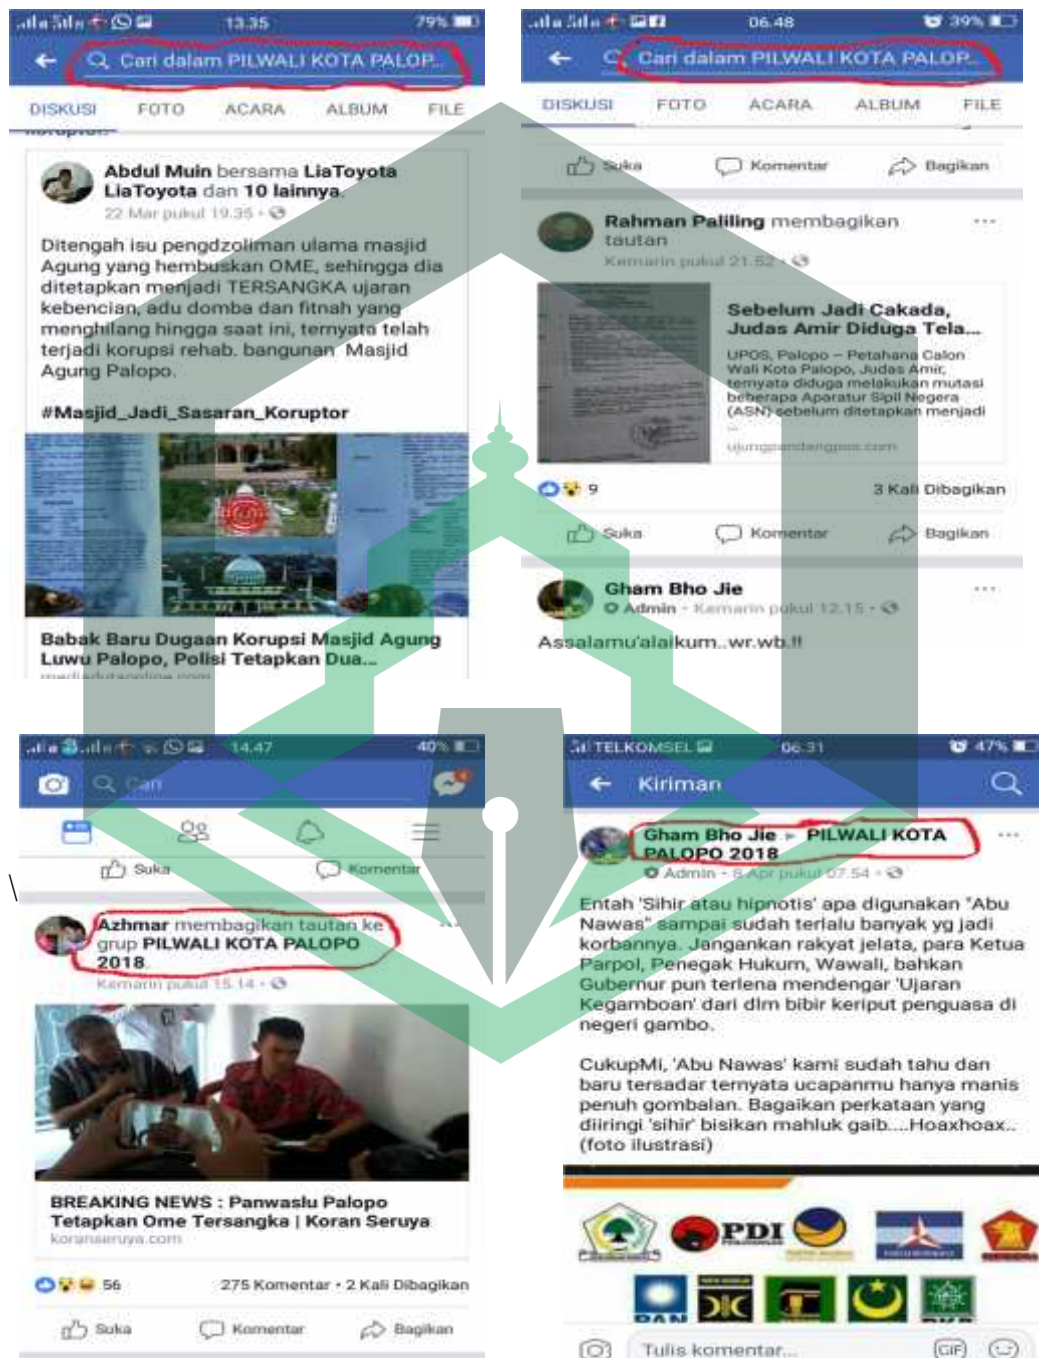 13.35
79%
Cari dalam PILWALI KOTA PALOP...
DISKUSI FOTO ACARA ALBUM FILE
Abdul Muin bersama LiaToyota
LiaToyota dan 10 lainnya.
22 Mar pukul 19.35
Ditengah isu pengdzoliman ulama masjid
Agung yang hembuskan OME, sehingga dia
ditetapkan menjadi TERSANGKA ujaran
kebencian, adu domba dan fitnah yang
menghilang hingga saat ini, ternyata telah
terjadi korupsi rehab. bangunan Masjid
Agung Palopo.
#Masjid_Jadi_Sasaran_Koruptor
Babak Baru Dugaan Korupsi Masjid Agung
Luwu Palopo, Polisi Tetapkan Dua...
06.48
39%
Cari dalam PILWALI KOTA PALOP...
DISKUSI FOTO ACARA ALBUM FILE
Suka Komentar Bagikan
Rahman Paliling membagikan
tautan
Kemarin pukul 21.52
Sebelum Jadi Cakada,
Judas Amir Diduga Tela...
UPOS, Palopo – Petahana Calon
Wali Kota Palopo, Judas Amir,
ternyata diduga melakukan mutasi
beberapa Aparatur Sipil Negera
(ASN) sebelum ditetapkan menjadi
...
ujungpandangpos.com
9
3 Kali Dibagikan
Suka Komentar Bagikan
Gham Bho Jie
Admin - Kemarin pukul 12.15
Assalamu'alaikum..wr.wb.!!
14.47
40%
Cari
4
Suka Komentar
\
Azhmar membagikan tautan ke
grup PILWALI KOTA PALOPO
2018.
Kemarin pukul 15.14
BREAKING NEWS : Panwaslu Palopo
Tetapkan Ome Tersangka | Koran Seruya
koranseruya.com
56
275 Komentar • 2 Kali Dibagikan
Suka Komentar Bagikan
TELKOMSEL
06.31
47%
Kiriman
Gham Bho Jie ▸ PILWALI KOTA
PALOPO 2018
Admin - 8 Apr pukul 07.54
Entah 'Sihir atau hipnotis' apa digunakan "Abu
Nawas" sampai sudah terlalu banyak yg jadi
korbannya. Jangankan rakyat jelata, para Ketua
Parpol, Penegak Hukum, Wawali, bahkan
Gubernur pun terlena mendengar 'Ujaran
Kegamboan' dari dlm bibir keriput penguasa di
negeri gambo.
CukupMi, 'Abu Nawas' kami sudah tahu dan
baru tersadar ternyata ucapanmu hanya manis
penuh gombalan. Bagaikan perkataan yang
diiringi 'sihir' bisikan mahluk gaib....Hoaxhoax..
(foto ilustrasi)
PDI
PAN
Tulis komentar...
GIF